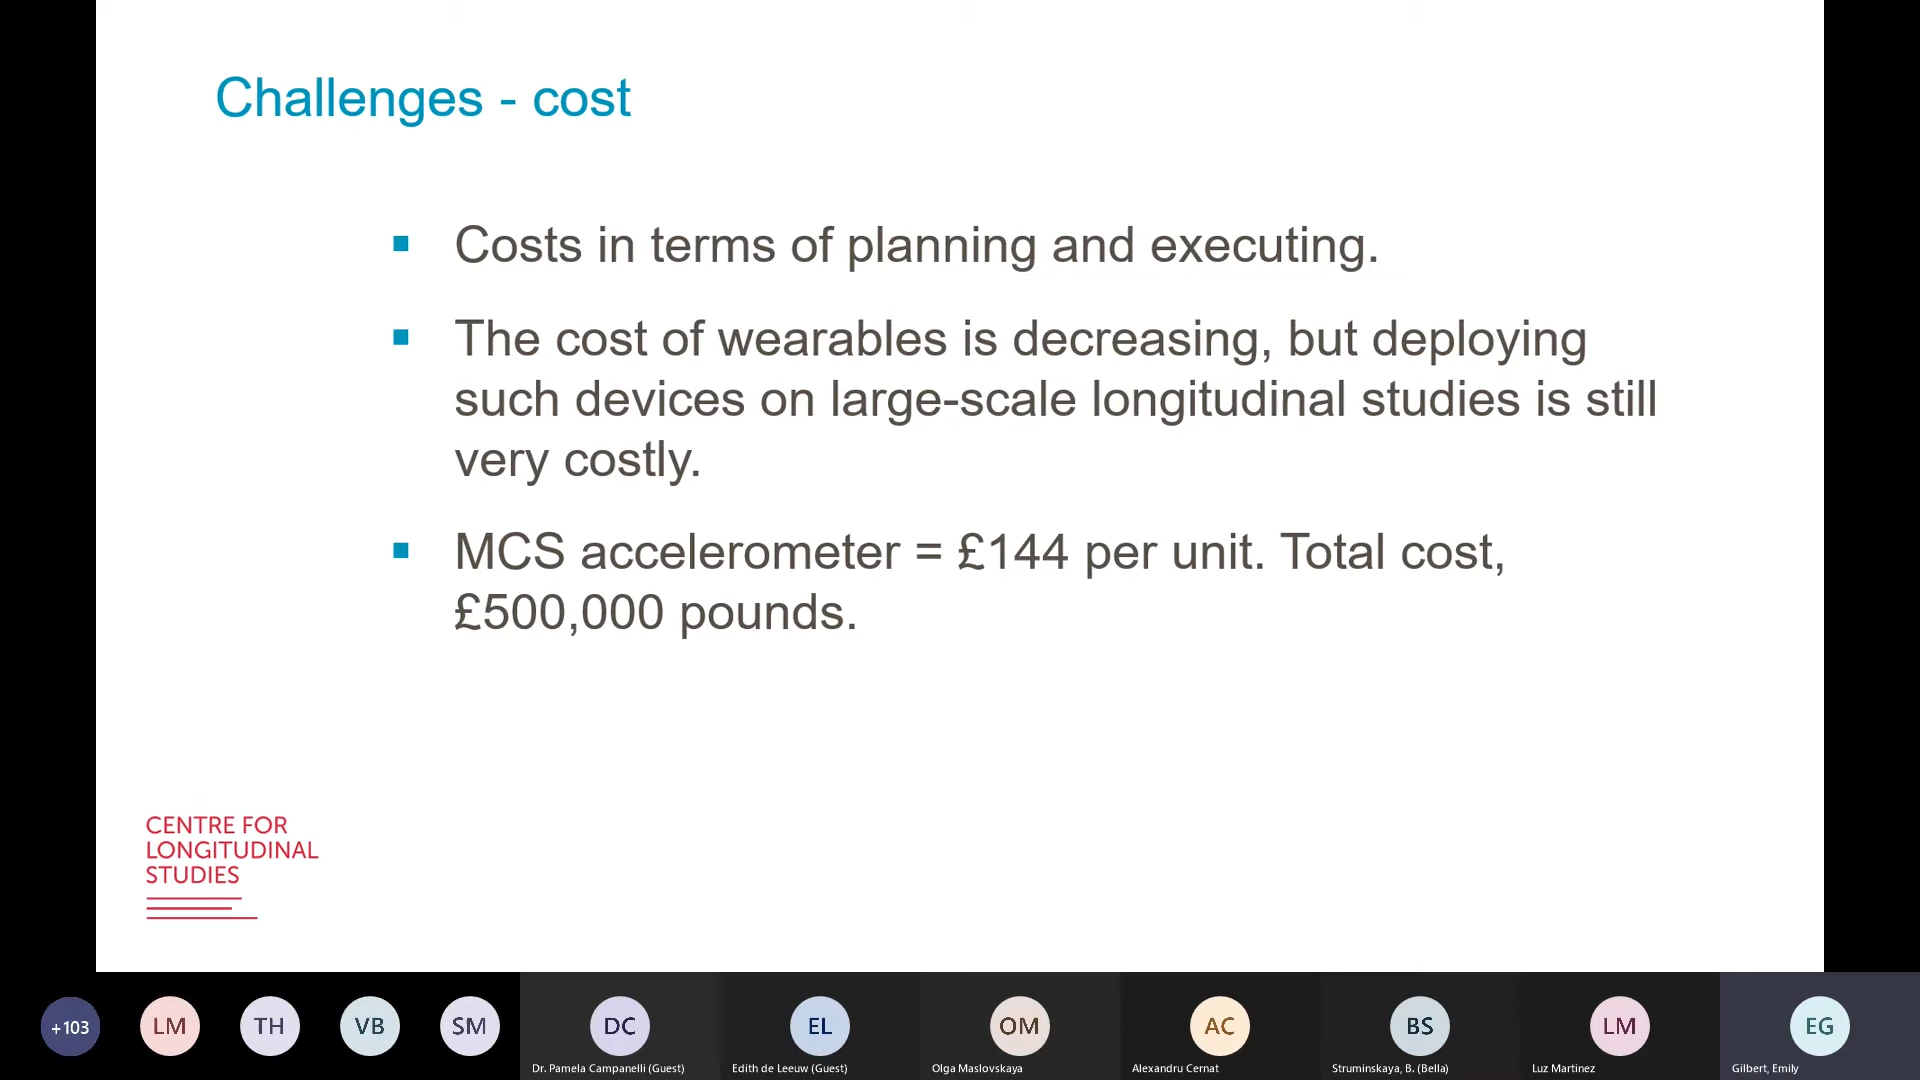 Challenges - cost
Costs in terms of planning and executing.
The cost of wearables is decreasing, but deploying
such devices on large-scale longitudinal studies is still
very costly.
MCS accelerometer = £144 per unit. Total cost,
£500,000 pounds.
CENTRE FOR
LONGITUDINAL
STUDIES
+103
LM
TH
VB
SM
DC
EL
OM
AC
BS
LM
EG
Dr. Pamela Campanelli (Guest)
Edith de Leeuw (Guest)
Olga Maslovskaya
Alexandru Cernat
Struminskaya, B. (Bella)
Luz Martinez
Gilbert, Emily